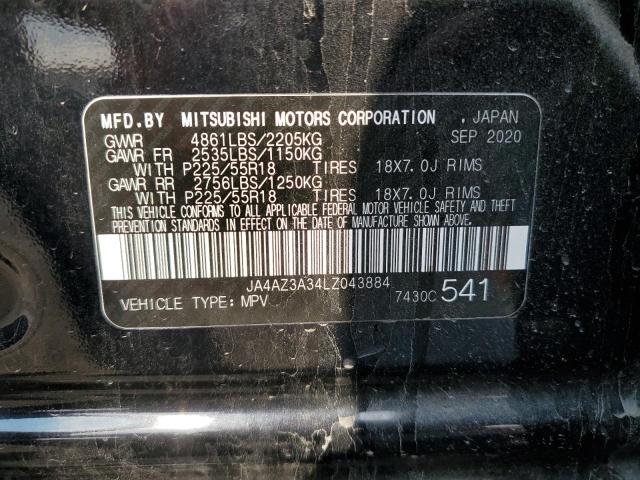 MFD.BY MITSUBISHI MOTORS CORPORATION . JAPAN
GVWR 4861LBS/2205KG SEP 2020
GAWR FR 2535LBS/1150KG
WITH P225/55R18 TIRES 18X7.0J RIMS
GAWR RR 2756LBS/1250KG
WITH P225/55R18 TIRES 18X7.0J RIMS
THIS VEHICLE CONFORMS TO ALL APPLICABLE FEDERAL MOTOR VEHICLE SAFETY AND THEFT
PREVENTION STANDARDS IN EFFECT ON THE DATE OF MANUFACTURE SHOWN ABOVE.
JA4AZ3A34LZ043884
VEHICLE TYPE: MPV 7430C 541